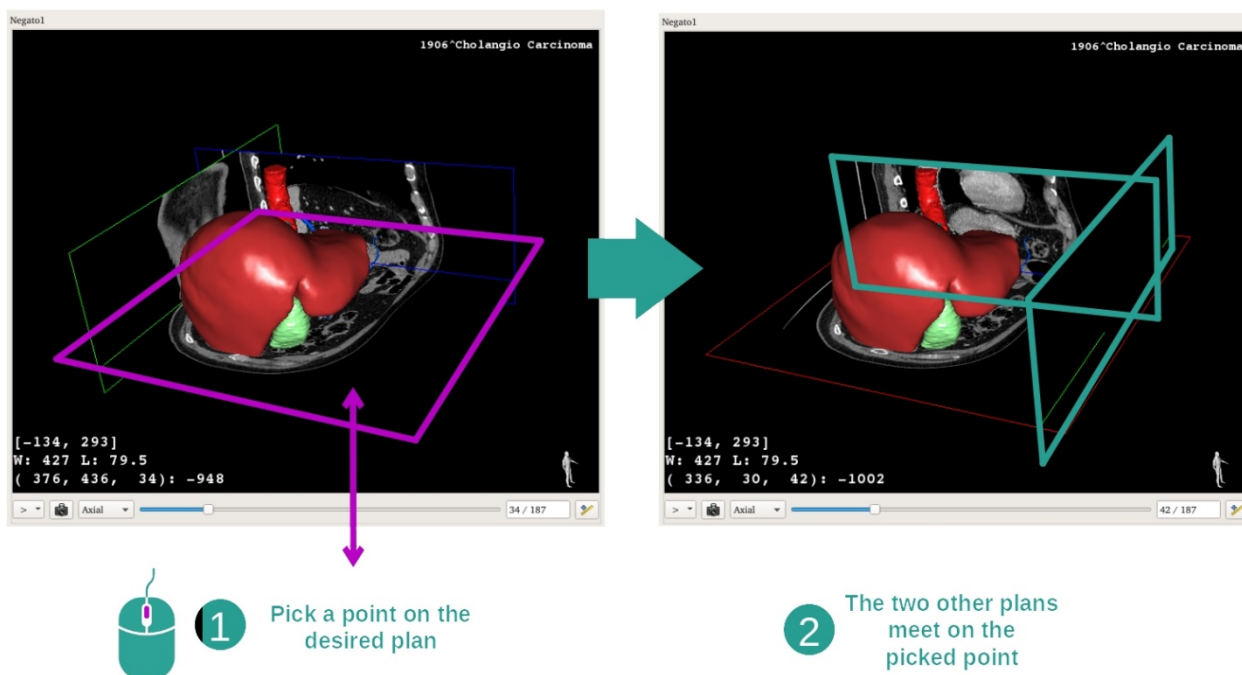 Negato1
1906^Cholangio Carcinoma
[-134, 293]
W: 427 L: 79.5
( 376, 436,  34): -948
> Axial 34 / 187
Negato1
1906^Cholangio Carcinoma
[-134, 293]
W: 427 L: 79.5
( 336,  30,  42): -1002
> Axial 42 / 187
1
Pick a point on the
desired plan
2
The two other plans
meet on the
picked point